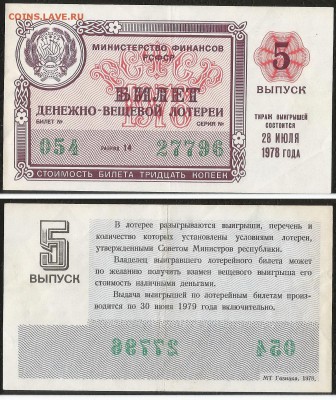 COINS.LAVE.RU
МИНИСТЕРСТВО ФИНАНСОВ
РСФСР
5
ВЫПУСК
БИЛЕТ
1978
ДЕНЕЖНО-ВЕЩЕВОЙ ЛОТЕРЕИ
БИЛЕТ № СЕРИЯ №
054 РАЗРЯД 14 27796
ТИРАЖ ВЫИГРЫШЕЙ
СОСТОИТСЯ
28 ИЮЛЯ
1978 ГОДА
СТОИМОСТЬ БИЛЕТА ТРИДЦАТЬ КОПЕЕК
5
ВЫПУСК
В лотерее разыгрываются выигрыши, перечень и
количество которых установлены условиями лотереи,
утвержденными Советом Министров республики.
Владелец выигравшего лотерейного билета может
по желанию получить взамен вещевого выигрыша его
стоимость наличными деньгами.
Выдача выигрышей по лотерейным билетам произ-
водится по 30 июня 1979 года включительно.
27796 054
МТ Гознака. 1978.